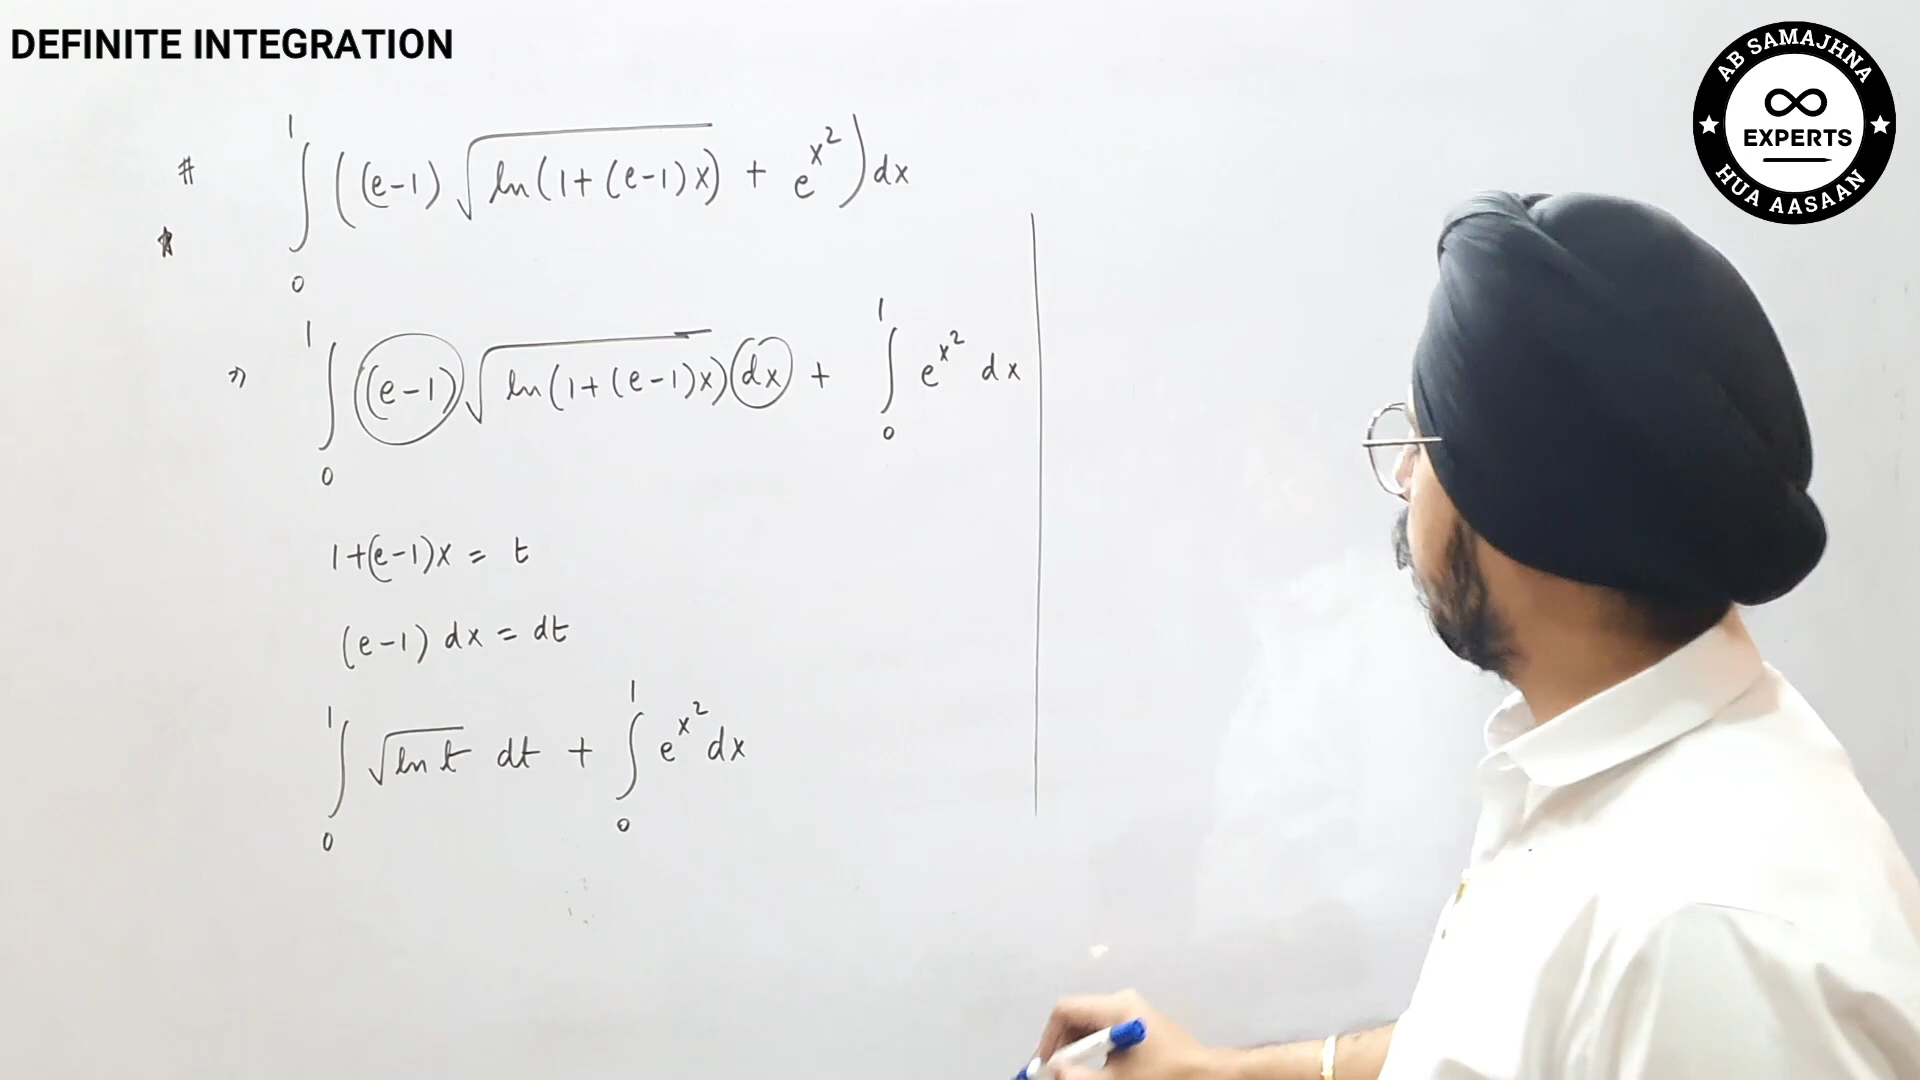 DEFINITE INTEGRATION
AB SAMAJHNA
∞
EXPERTS
HUA AASAAN
# ∫₀¹ ((e-1) √(ln(1+(e-1)x)) + e^(x²)) dx
⇒ ∫₀¹ (e-1) √(ln(1+(e-1)x)) dx + ∫₀¹ e^(x²) dx
1+(e-1)x = t
(e-1) dx = dt
∫₀¹ √(ln t) dt + ∫₀¹ e^(x²) dx